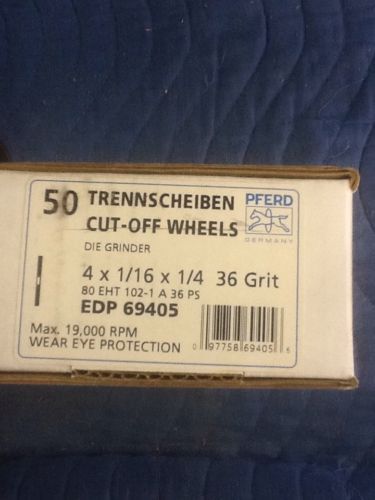 50 TRENNSCHEIBEN
CUT-OFF WHEELS
PFERD
GERMANY
DIE GRINDER
4 x 1/16 x 1/4 36 Grit
80 EHT 102-1 A 36 PS
EDP 69405
Max. 19,000 RPM
WEAR EYE PROTECTION
0 97758 69405 6